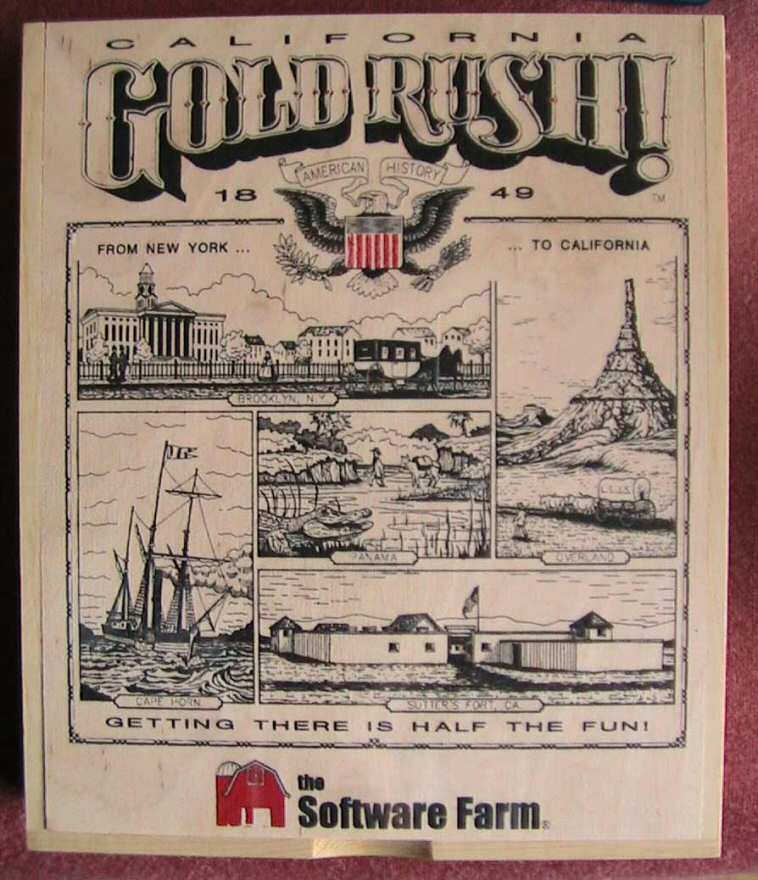 CALIFORNIA
GOLD RUSH!
AMERICAN HISTORY
18 49
TM
FROM NEW YORK ... ... TO CALIFORNIA
BROOKLYN, N.Y.
PANAMA
OVERLAND
CAPE HORN
SUTTER'S FORT, CA.
GETTING THERE IS HALF THE FUN!
the
Software Farm®